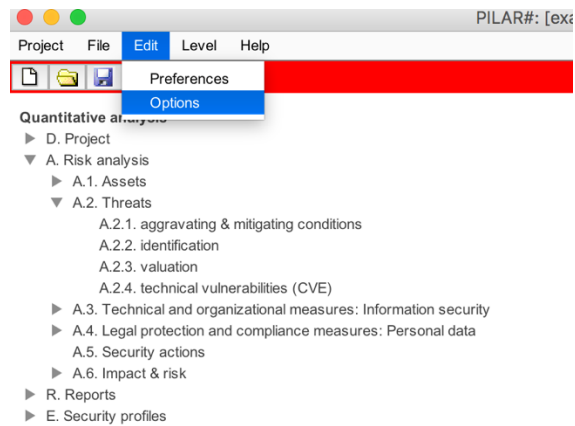 PILAR#: [exa
Project File Edit Level Help
Preferences
Options
Quantitative analysis
D. Project
A. Risk analysis
A.1. Assets
A.2. Threats
A.2.1. aggravating & mitigating conditions
A.2.2. identification
A.2.3. valuation
A.2.4. technical vulnerabilities (CVE)
A.3. Technical and organizational measures: Information security
A.4. Legal protection and compliance measures: Personal data
A.5. Security actions
A.6. Impact & risk
R. Reports
E. Security profiles